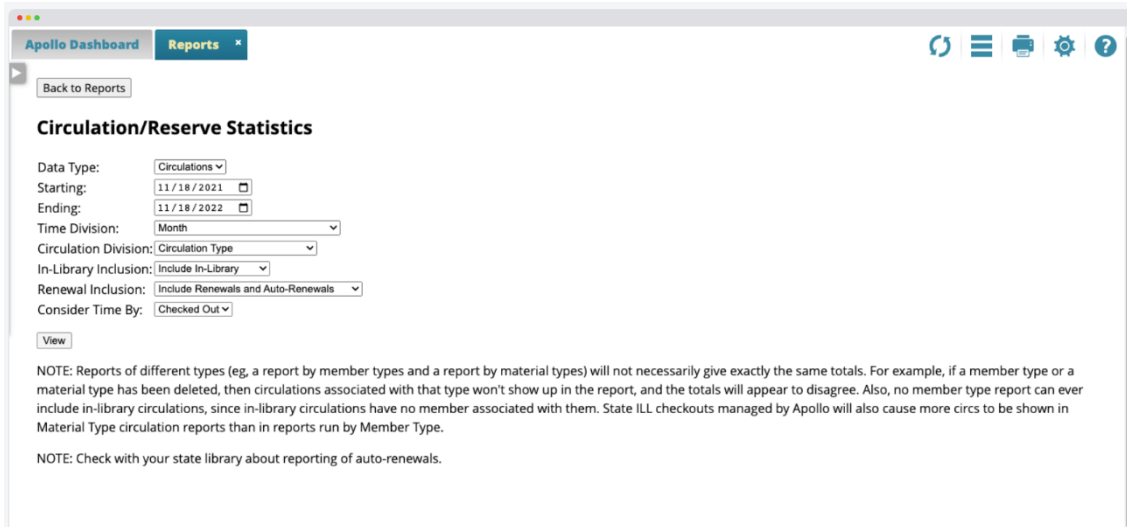 Apollo Dashboard
Reports ×
?
Back to Reports
Circulation/Reserve Statistics
Data Type: Circulations
Starting: 11/18/2021
Ending: 11/18/2022
Time Division: Month
Circulation Division: Circulation Type
In-Library Inclusion: Include In-Library
Renewal Inclusion: Include Renewals and Auto-Renewals
Consider Time By: Checked Out
View
NOTE: Reports of different types (eg, a report by member types and a report by material types) will not necessarily give exactly the same totals. For example, if a member type or a
material type has been deleted, then circulations associated with that type won't show up in the report, and the totals will appear to disagree. Also, no member type report can ever
include in-library circulations, since in-library circulations have no member associated with them. State ILL checkouts managed by Apollo will also cause more circs to be shown in
Material Type circulation reports than in reports run by Member Type.
NOTE: Check with your state library about reporting of auto-renewals.